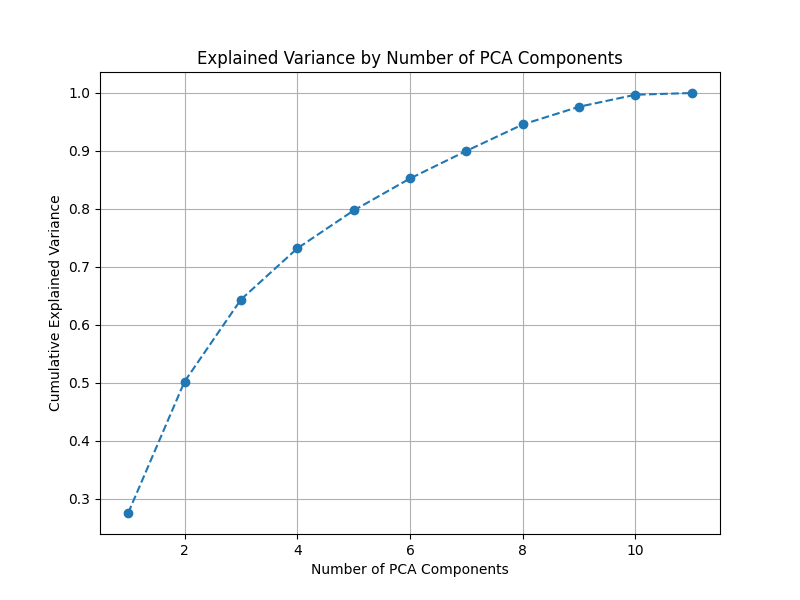 Explained Variance by Number of PCA Components
Cumulative Explained Variance
1.0
0.9
0.8
0.7
0.6
0.5
0.4
0.3
2 4 6 8 10
Number of PCA Components